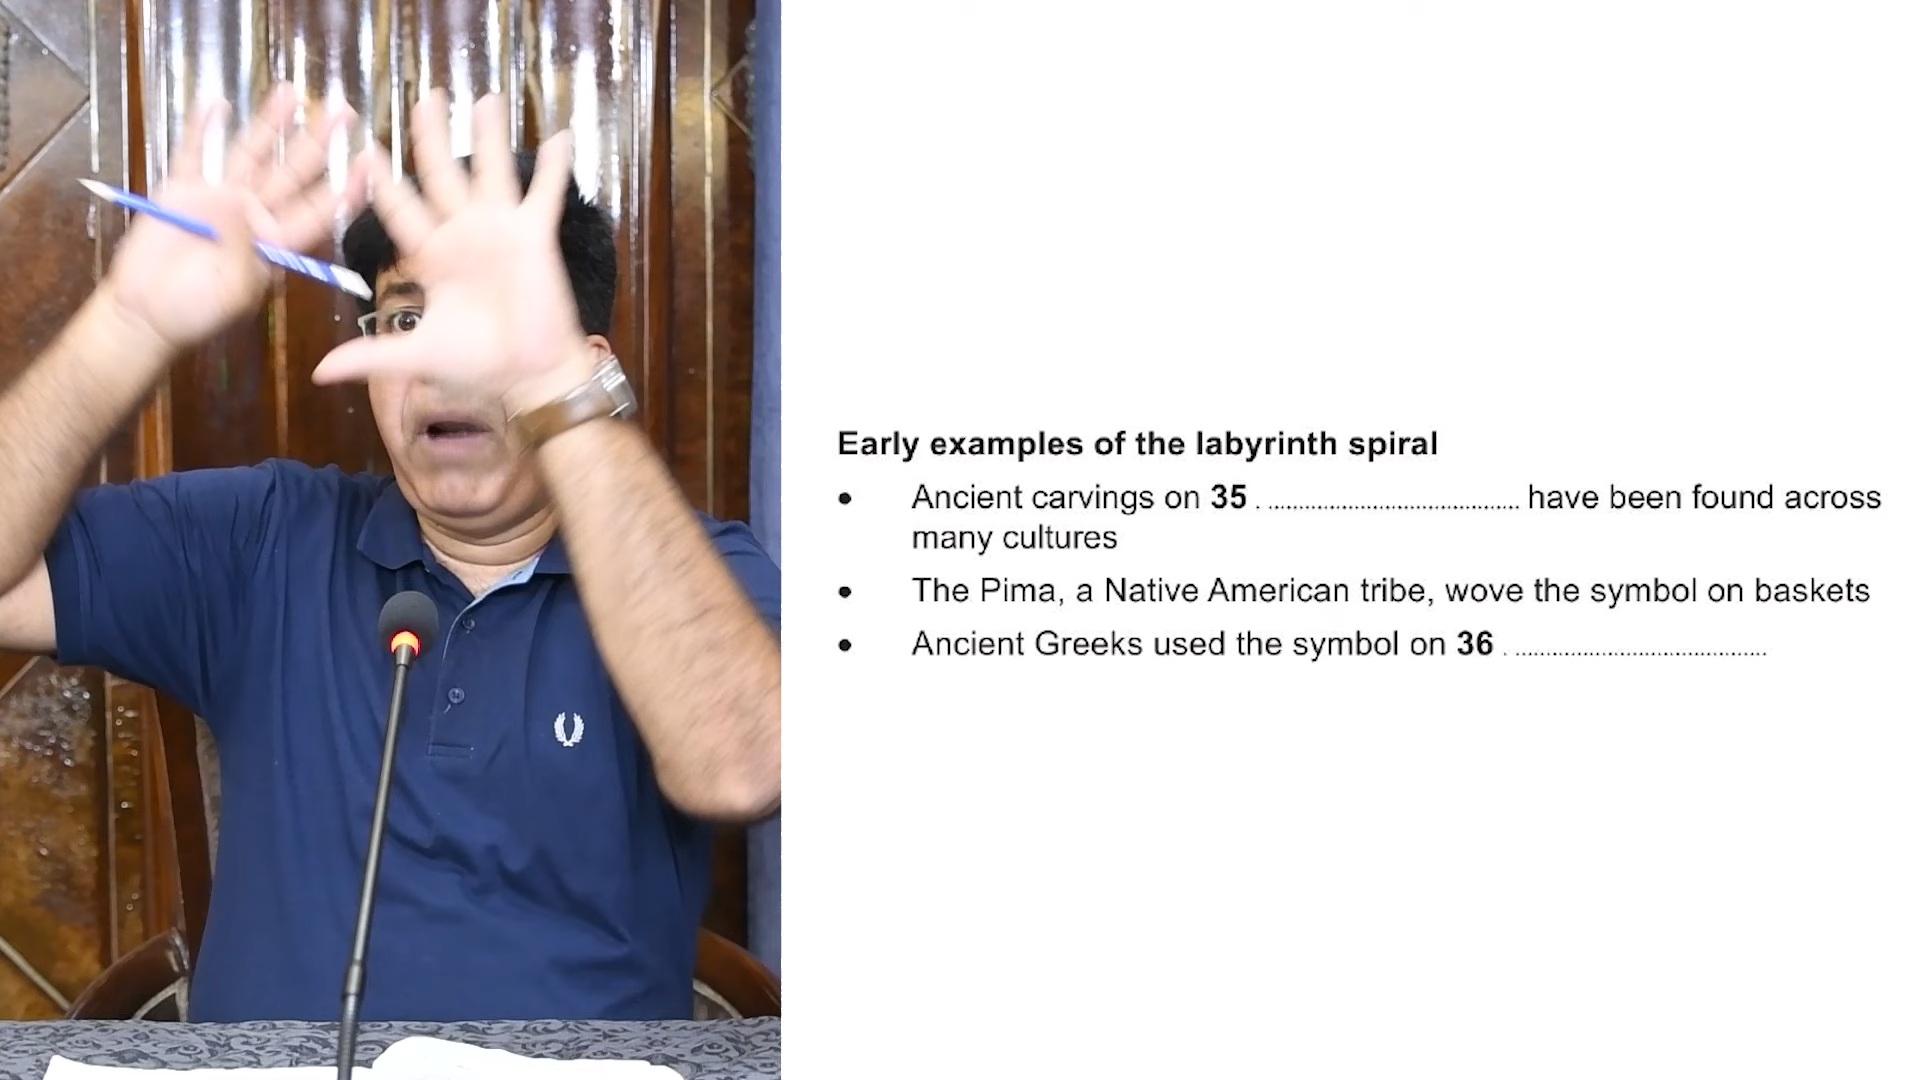 Early examples of the labyrinth spiral
• Ancient carvings on 35 . ........................................ have been found across
many cultures
• The Pima, a Native American tribe, wove the symbol on baskets
• Ancient Greeks used the symbol on 36 . ........................................